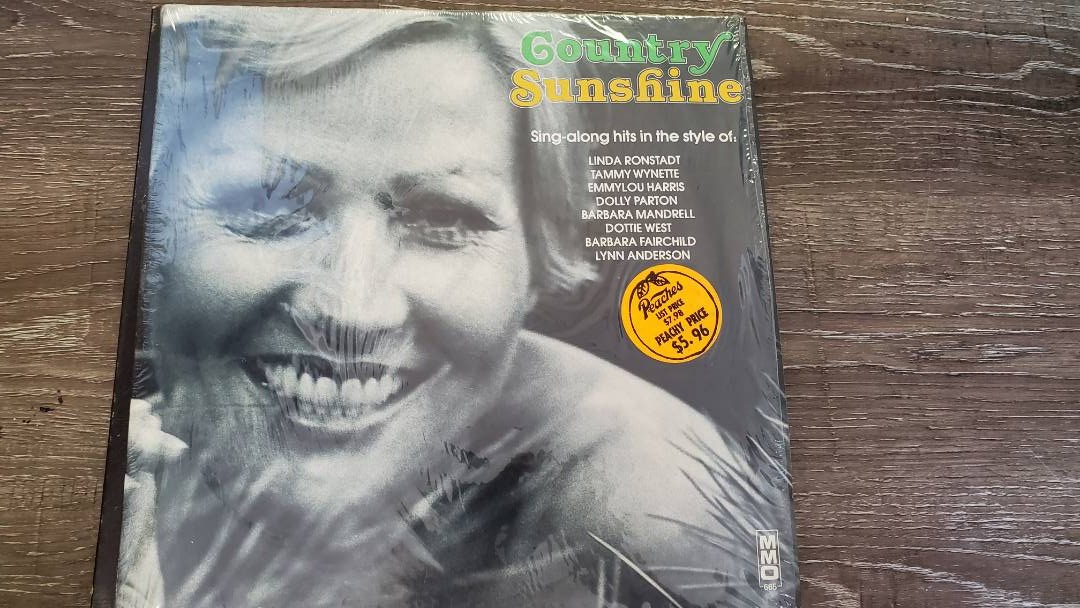 Country
Sunshine
Sing-along hits in the style of:
LINDA RONSTADT
TAMMY WYNETTE
EMMYLOU HARRIS
DOLLY PARTON
BARBARA MANDRELL
DOTTIE WEST
BARBARA FAIRCHILD
LYNN ANDERSON
Peaches
LIST PRICE
$7.98
PEACHY PRICE
$5.96
MMO